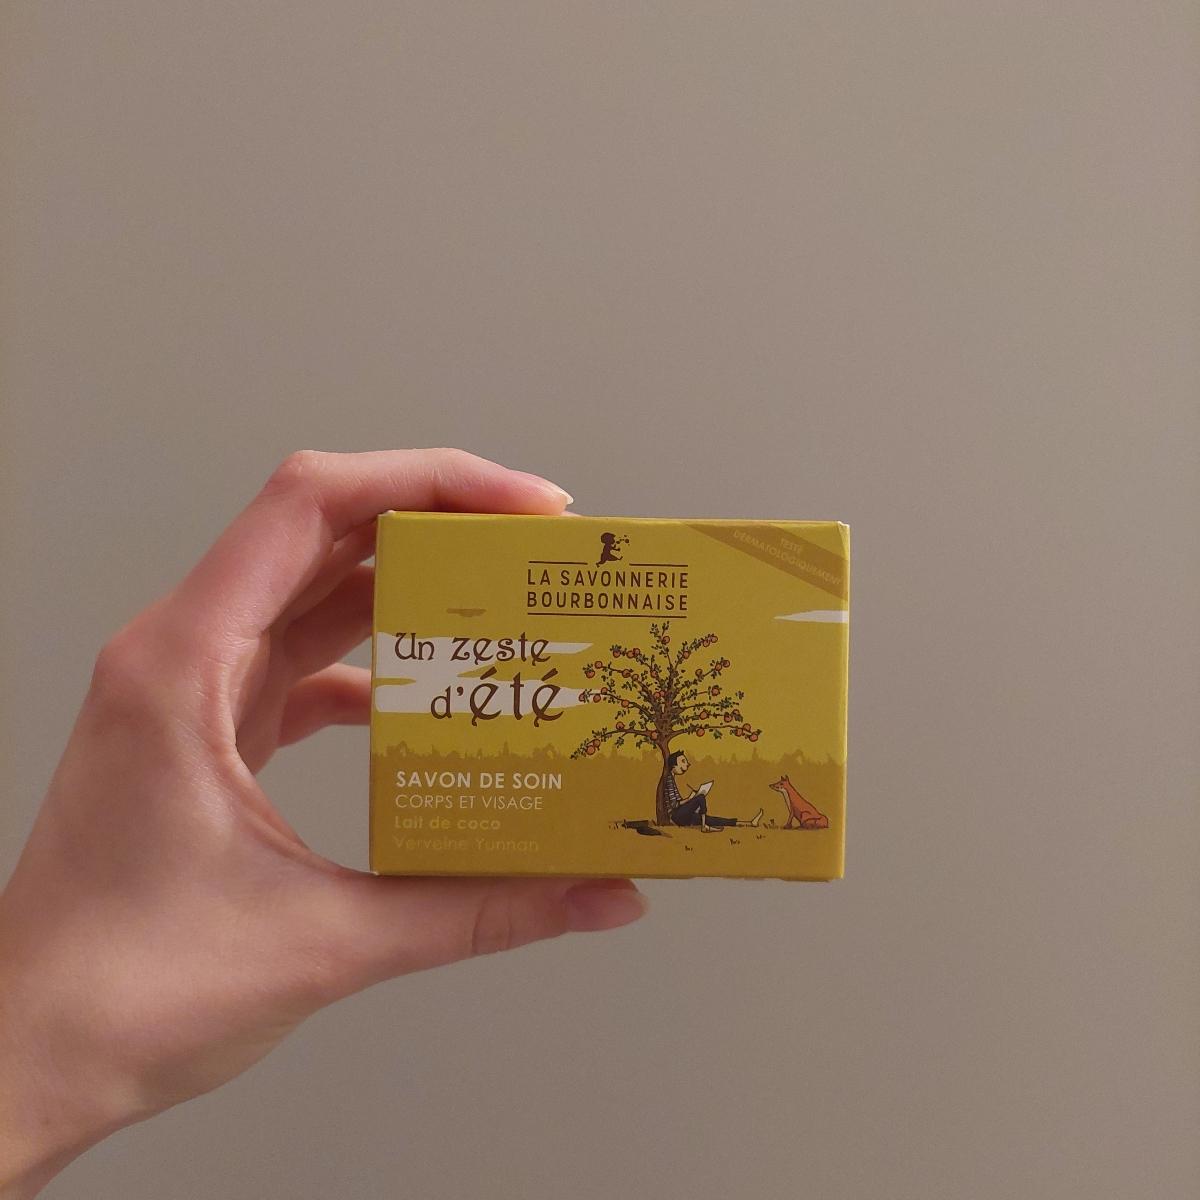 LA SAVONNERIE
BOURBONNAISE
TESTÉ
DERMATOLOGIQUEMENT
Un zeste
d'été
SAVON DE SOIN
CORPS ET VISAGE
Lait de coco
Verveine Yunnan